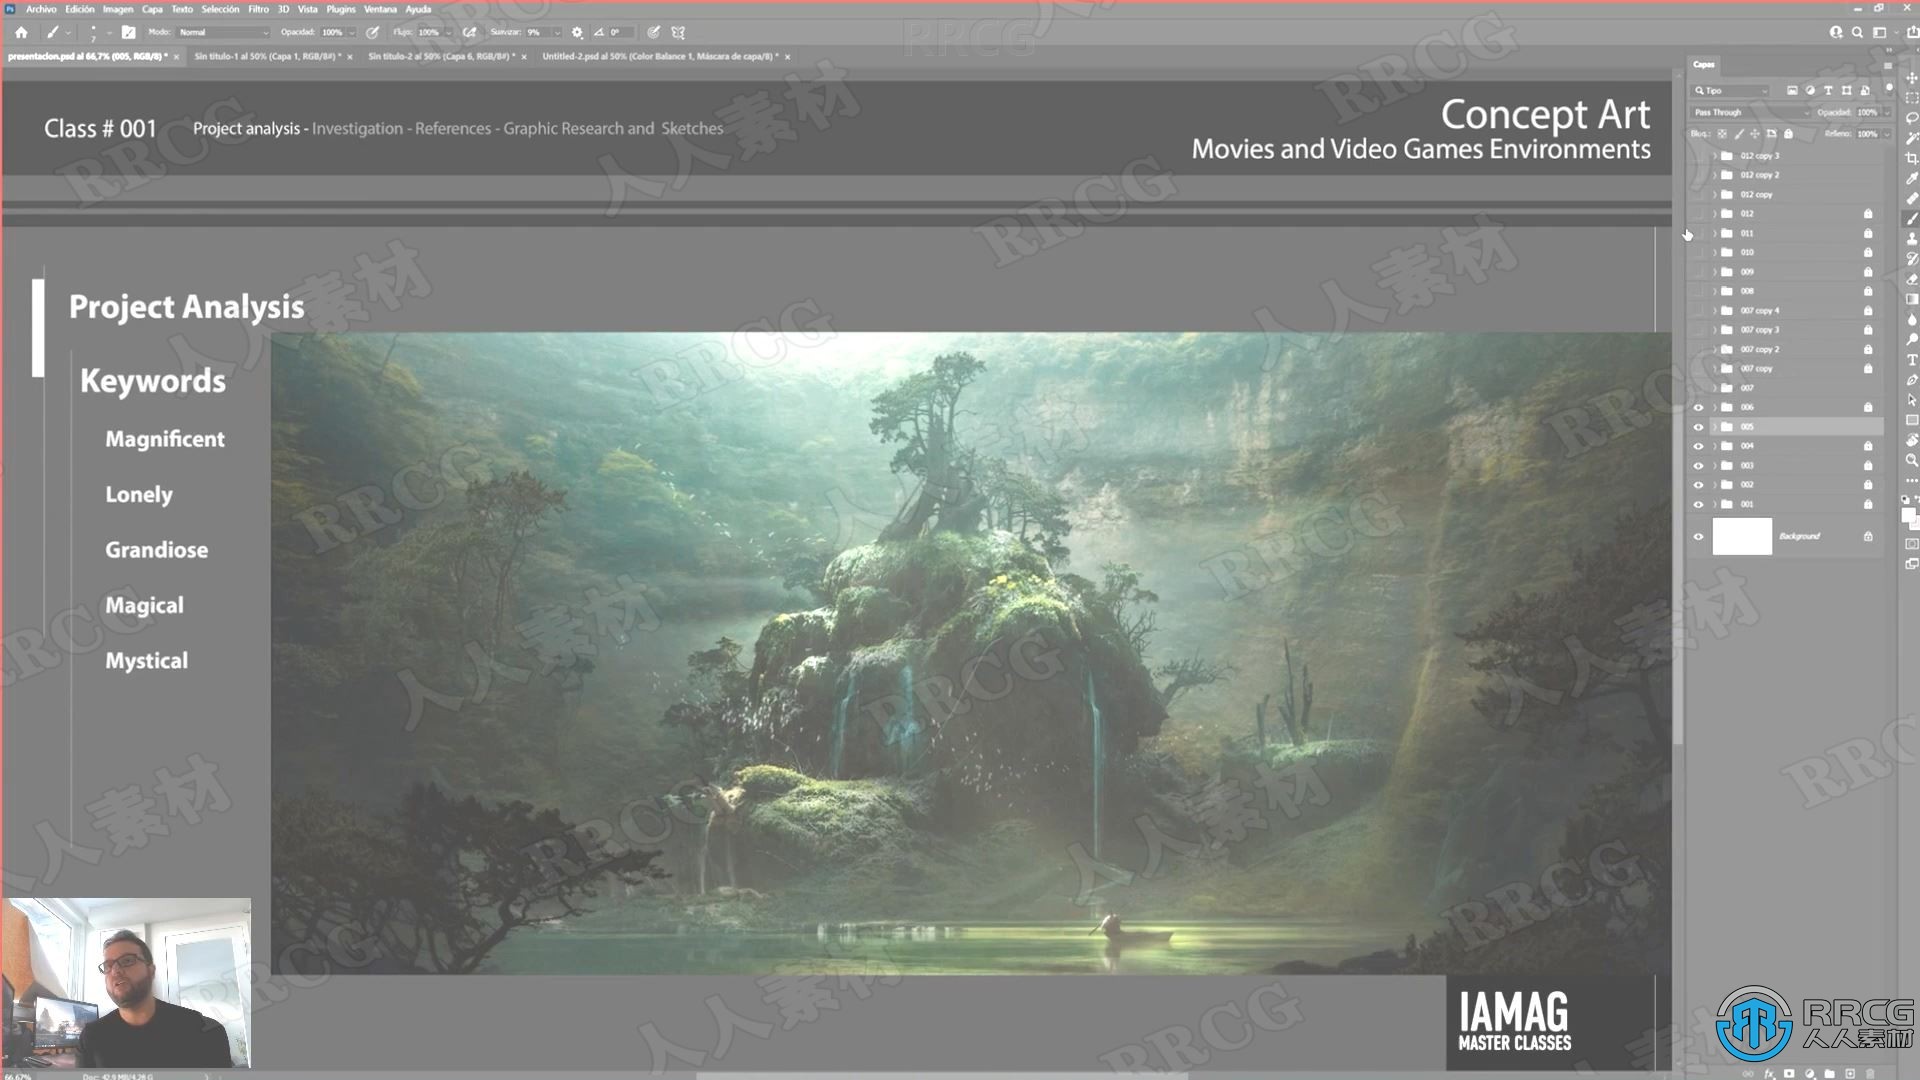 Archivo Edición Imagen Capa Texto Selección Filtro 3D Vista Plugins Ventana Ayuda
Modo: Normal Opacidad: 100% Flujo: 100% Suavizar: 9% 0°
presentacion.psd al 66,7% (005, RGB/8) * × Sin título-1 al 50% (Capa 1, RGB/8#) * × Sin título-2 al 50% (Capa 6, RGB/8#) * × Untitled-2.psd al 50% (Color Balance 1, Máscara de capa/8) * ×
Class # 001
Project analysis - Investigation - References - Graphic Research and Sketches
Concept Art
Movies and Video Games Environments
Project Analysis
Keywords
Magnificent
Lonely
Grandiose
Magical
Mystical
IAMAG
MASTER CLASSES
Capas
Tipo
Pass Through Opacidad: 100%
Bloq.: Relleno: 100%
012 copy 3
012 copy 2
012 copy
012
011
010
009
008
007 copy 4
007 copy 3
007 copy 2
007 copy
007
006
005
004
003
002
001
Background
66,67% Doc: 42,9 MB/4,28 G
RRCG
人人素材